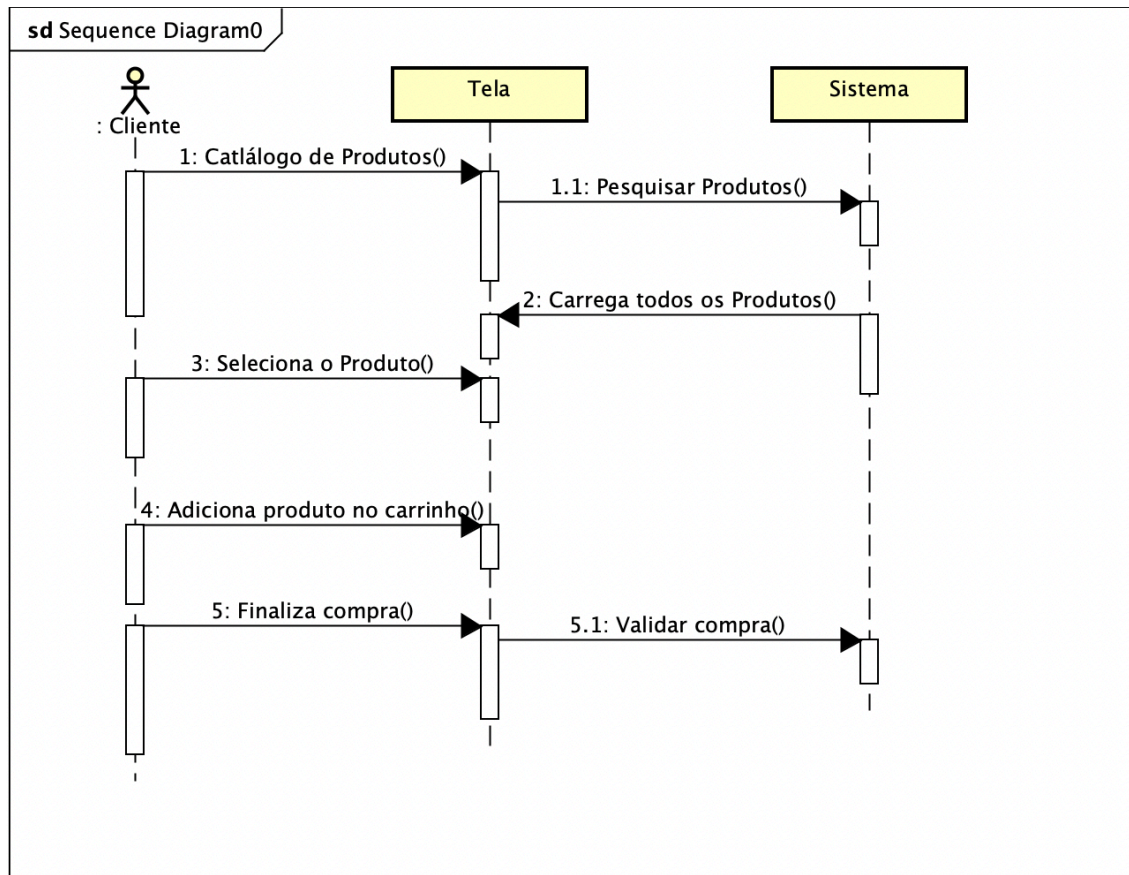 sd Sequence Diagram0
: Cliente
Tela
Sistema
1: Catlálogo de Produtos()
1.1: Pesquisar Produtos()
2: Carrega todos os Produtos()
3: Seleciona o Produto()
4: Adiciona produto no carrinho()
5: Finaliza compra()
5.1: Validar compra()